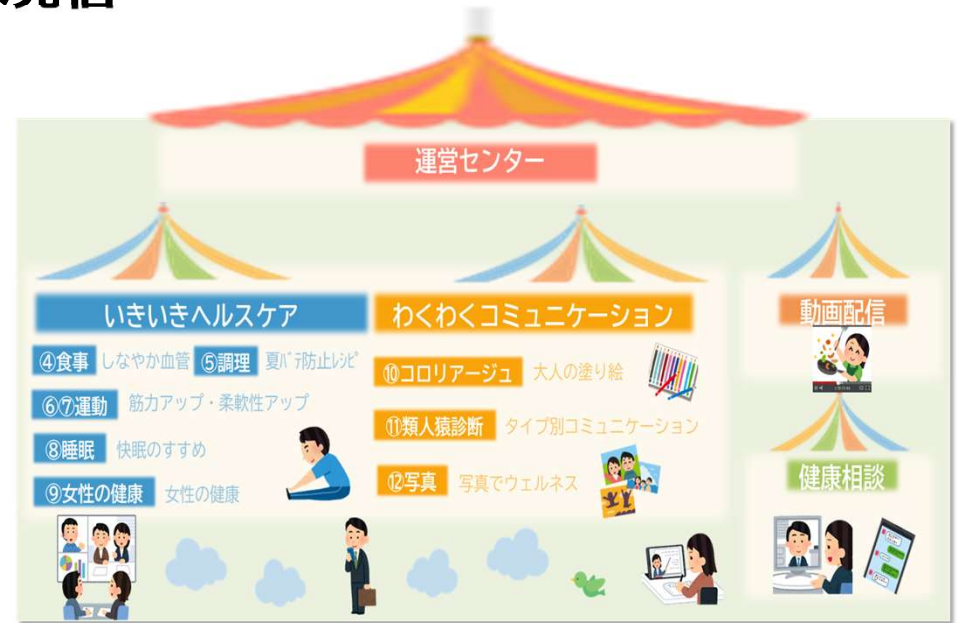 運営センター
いきいきヘルスケア
④食事 しなやか血管 ⑤調理 夏バテ防止レシピ
⑥⑦運動 筋力アップ・柔軟性アップ
⑧睡眠 快眠のすすめ
⑨女性の健康 女性の健康
わくわくコミュニケーション
⑩コロリアージュ 大人の塗り絵
⑪類人猿診断 タイプ別コミュニケーション
⑫写真 写真でウェルネス
動画配信
健康相談